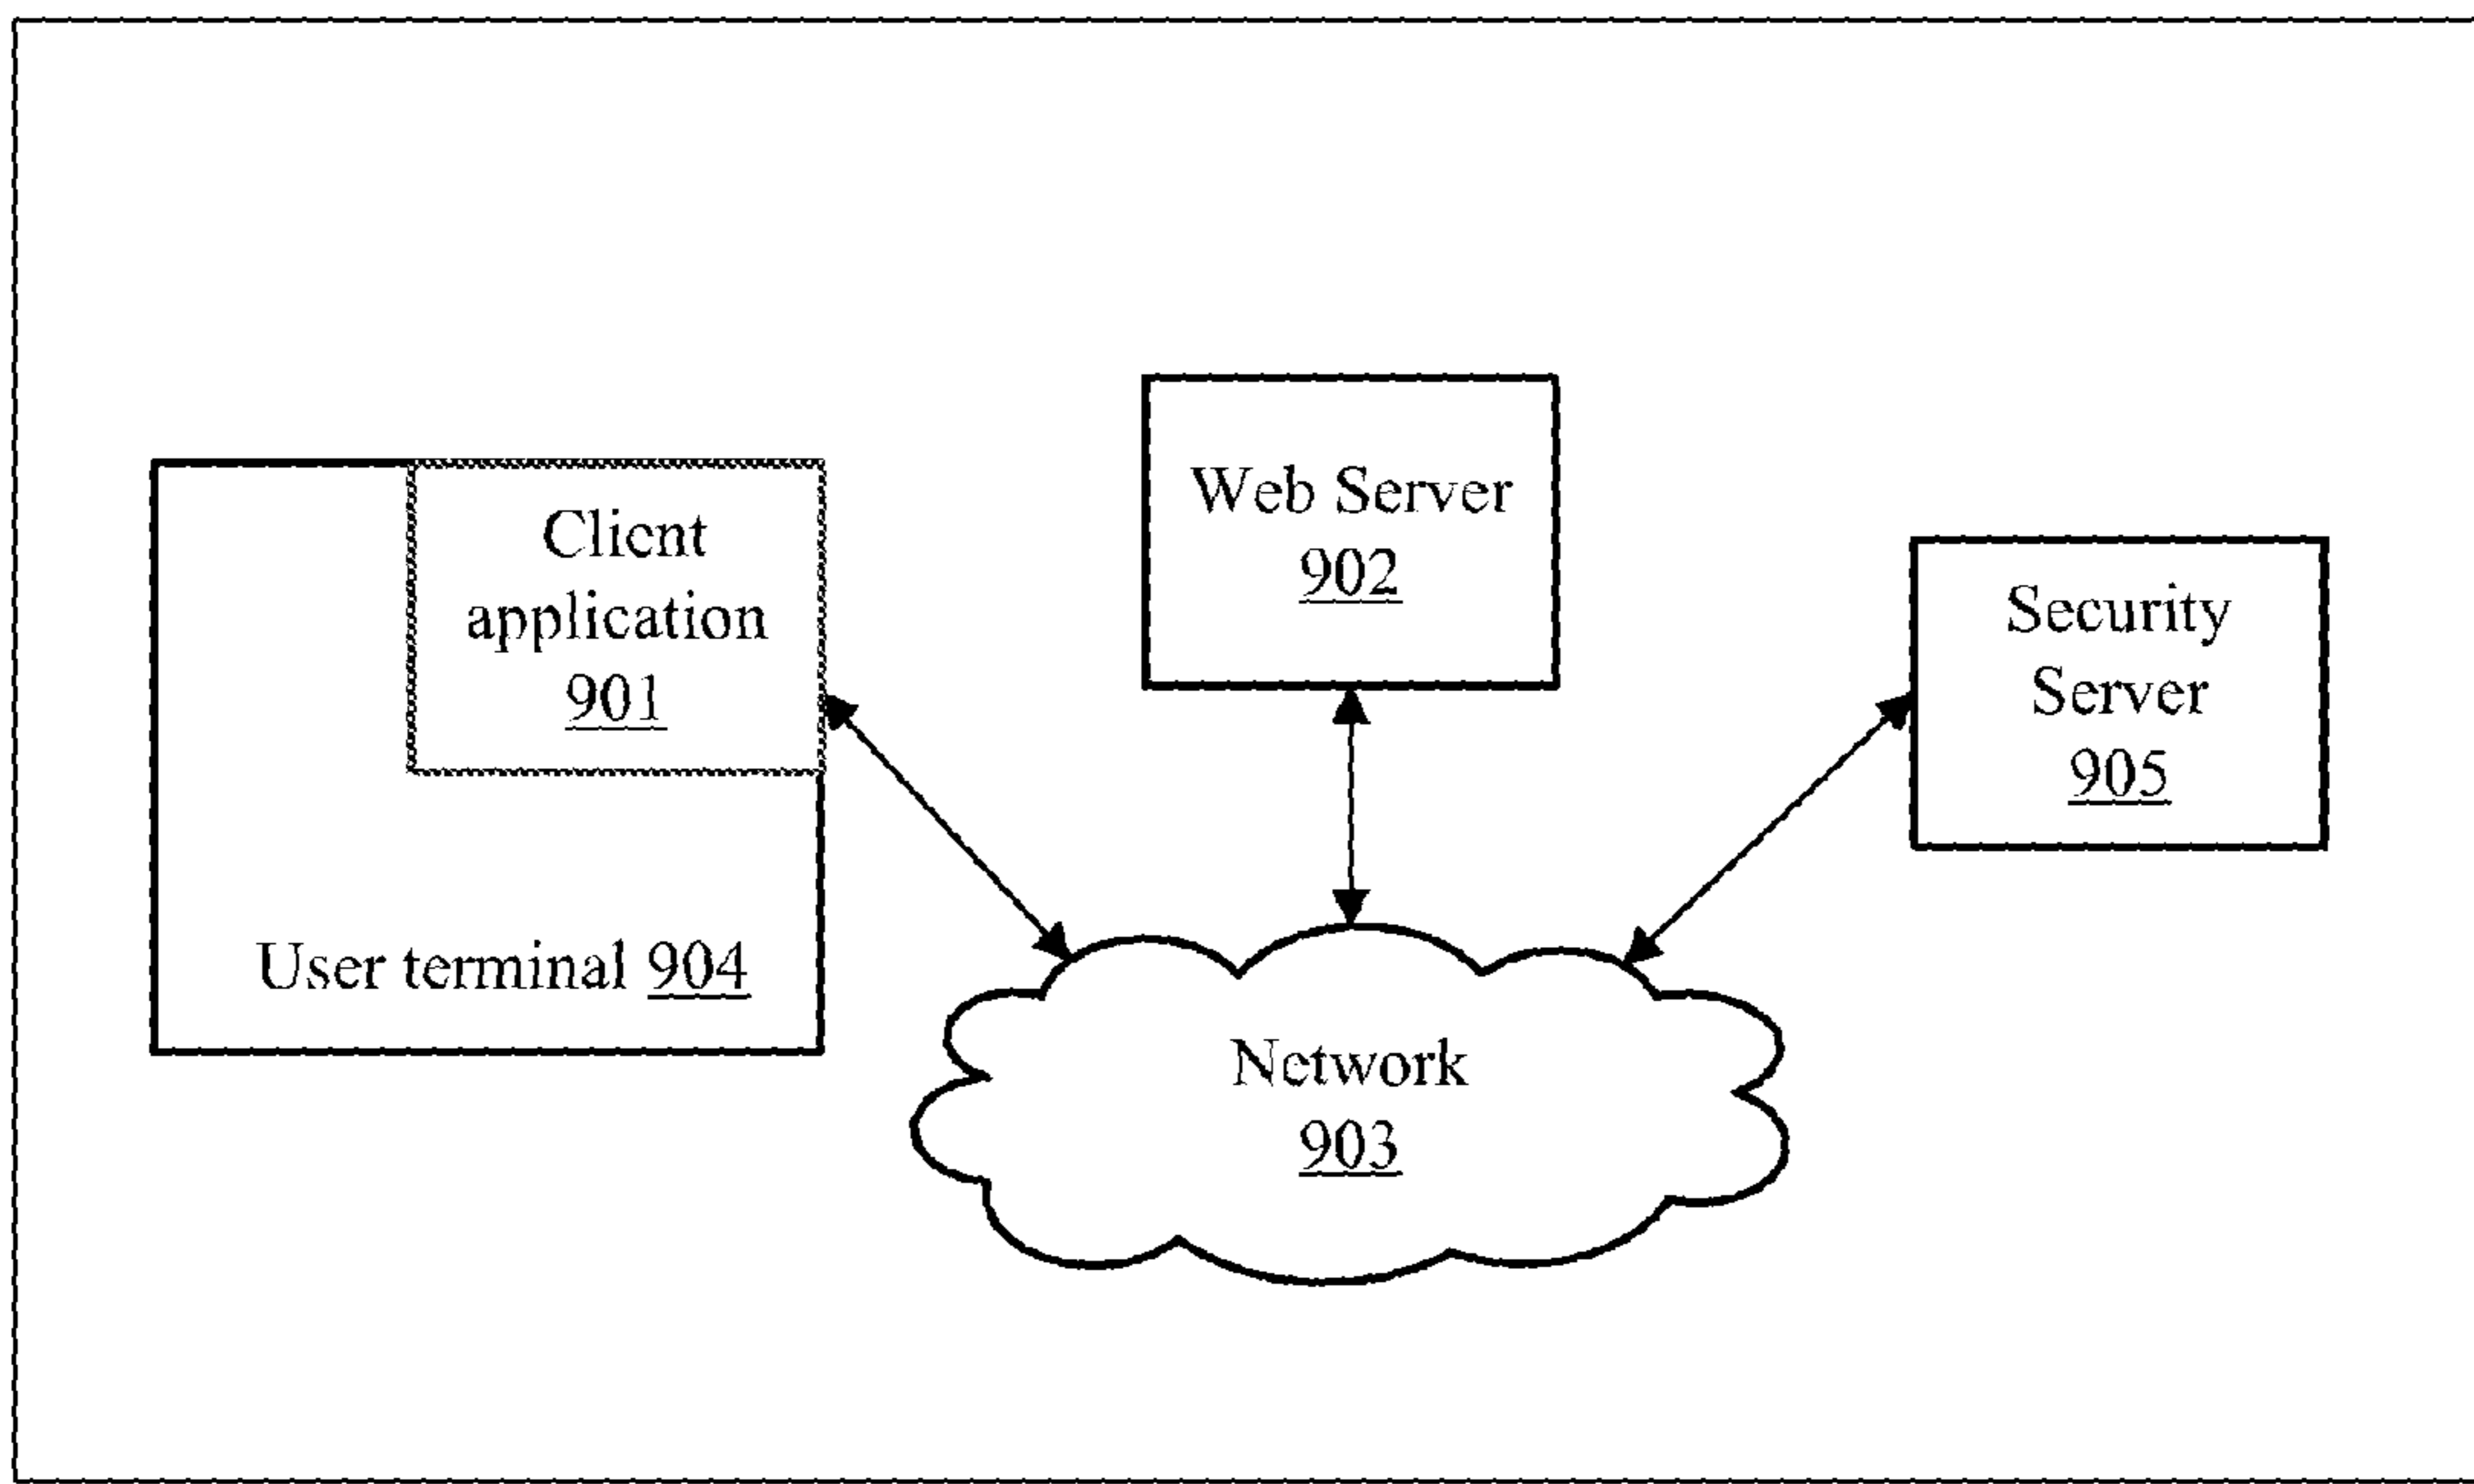 Client
application
901
User terminal 904
Web Server
902
Security
Server
905
Network
903